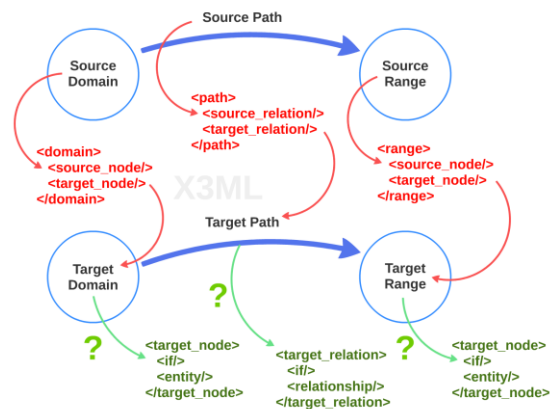 Source Path
Source
Domain
Source
Range
<path>
<source_relation/>
<target_relation/>
</path>
<domain>
<source_node/>
<target_node/>
</domain>
<range>
<source_node/>
<target_node/>
</range>
X3ML
Target Path
Target
Domain
Target
Range
?
?
?
<target_node>
<if/>
<entity/>
</target_node>
<target_relation>
<if/>
<relationship/>
</target_relation>
<target_node>
<if/>
<entity/>
</target_node>